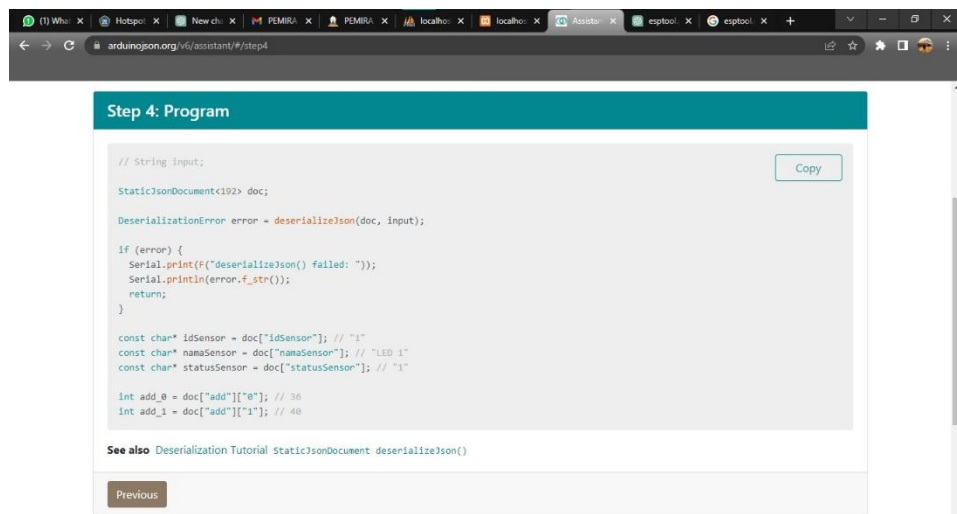 (1) What
Hotspot
New cha
PEMIRA
PEMIRA
localhos
localhos
Assistan
esptool.
esptool.
arduinojson.org/v6/assistant/#/step4
Step 4: Program
Copy
// String input;
StaticJsonDocument<192> doc;
DeserializationError error = deserializeJson(doc, input);
if (error) {
Serial.print(F("deserializeJson() failed: "));
Serial.println(error.f_str());
return;
}
const char* idSensor = doc["idSensor"]; // "1"
const char* namaSensor = doc["namaSensor"]; // "LED 1"
const char* statusSensor = doc["statusSensor"]; // "1"
int add_0 = doc["add"]["0"]; // 36
int add_1 = doc["add"]["1"]; // 40
See also Deserialization Tutorial StaticJsonDocument deserializeJson()
Previous